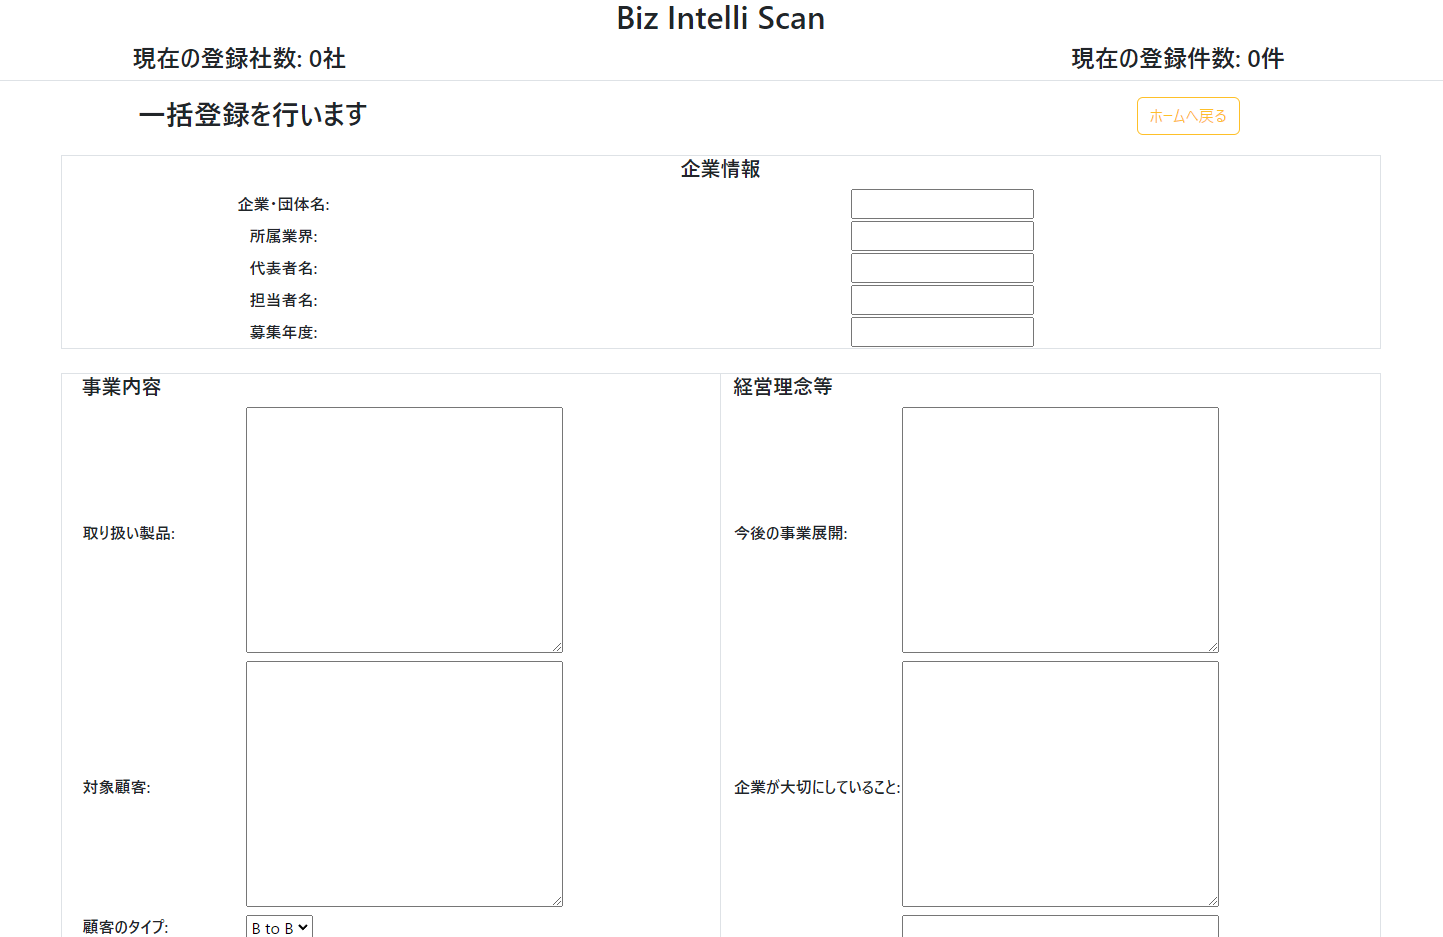 Biz Intelli Scan
現在の登録社数: 0社
現在の登録件数: 0件
一括登録を行います
ホームへ戻る
企業情報
企業・団体名:
所属業界:
代表者名:
担当者名:
募集年度:
事業内容
取り扱い製品:
対象顧客:
顧客のタイプ:
B to B
経営理念等
今後の事業展開:
企業が大切にしていること: